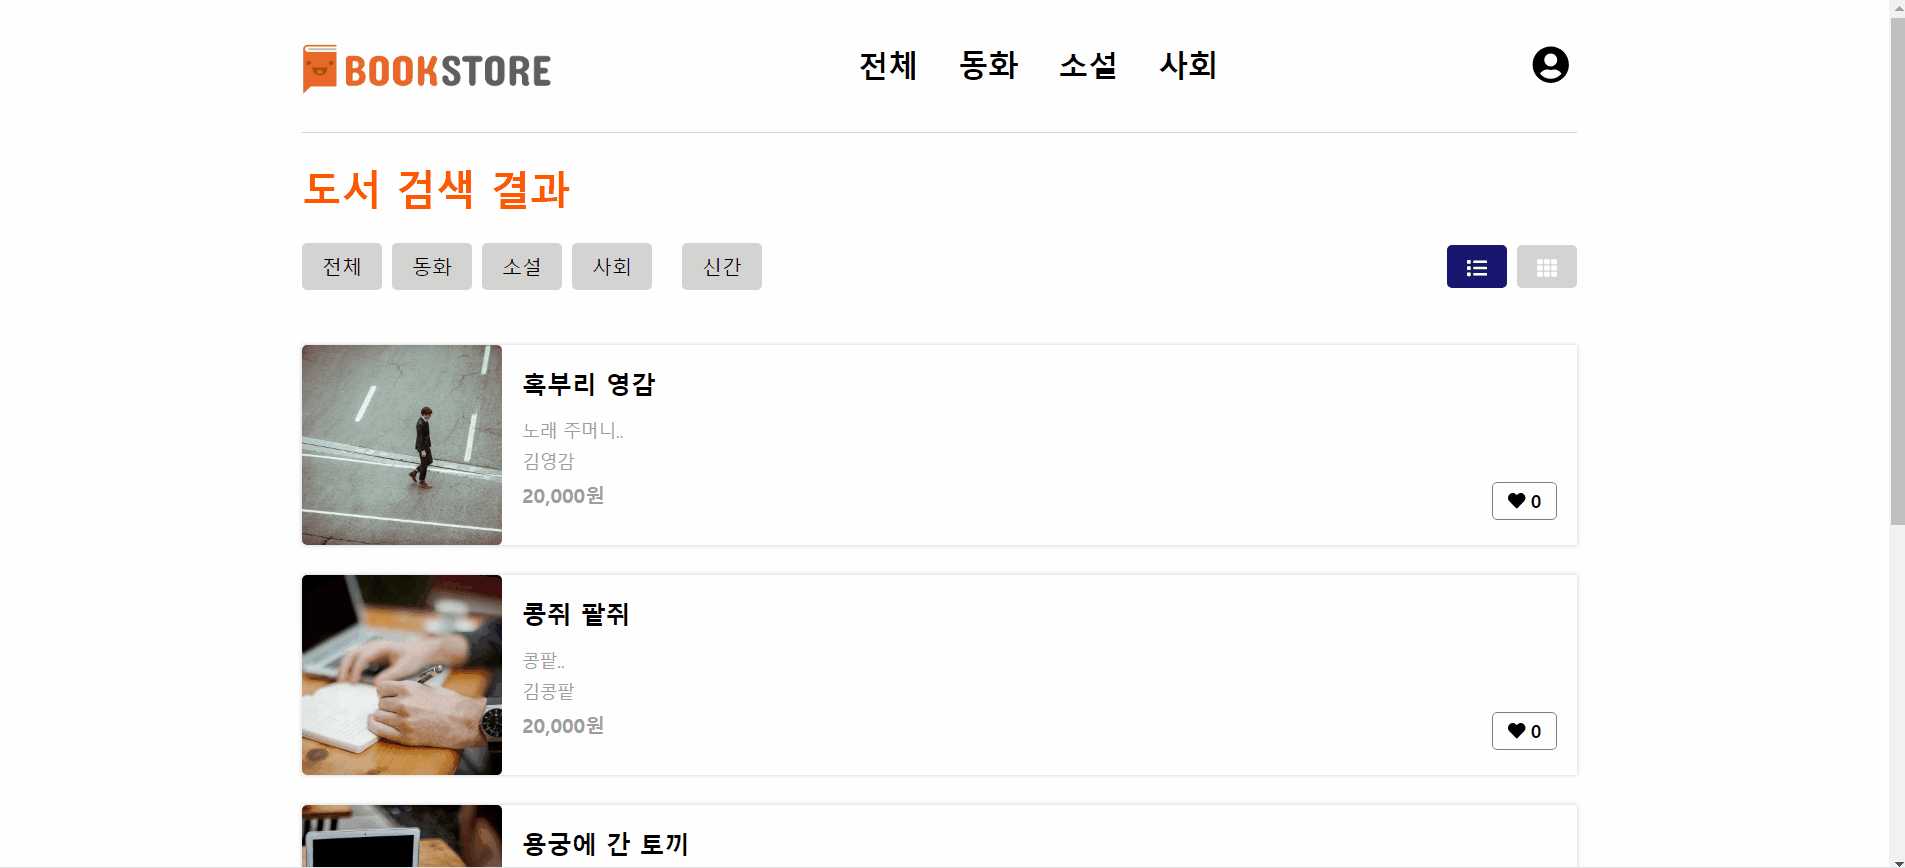 BOOKSTORE
전체 동화 소설 사회
도서 검색 결과
전체 동화 소설 사회 신간
혹부리 영감
노래 주머니..
김영감
20,000원
0
콩쥐 팥쥐
콩팥..
김콩팥
20,000원
0
용궁에 간 토끼